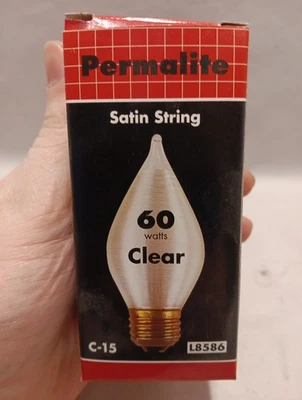 Permalite
Satin String
60
watts
Clear
C-15
L8586